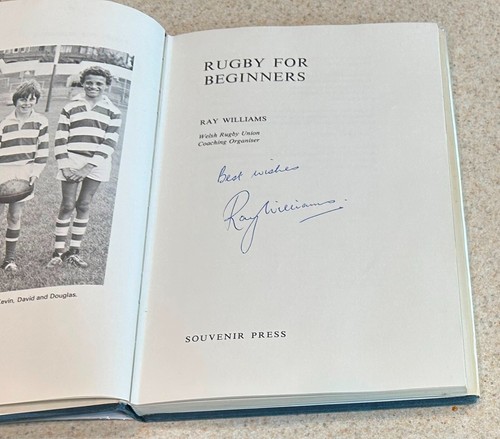 evin, David and Douglas.
RUGBY FOR
BEGINNERS
RAY WILLIAMS
Welsh Rugby Union
Coaching Organiser
Best wishes
Ray Williams.
SOUVENIR PRESS